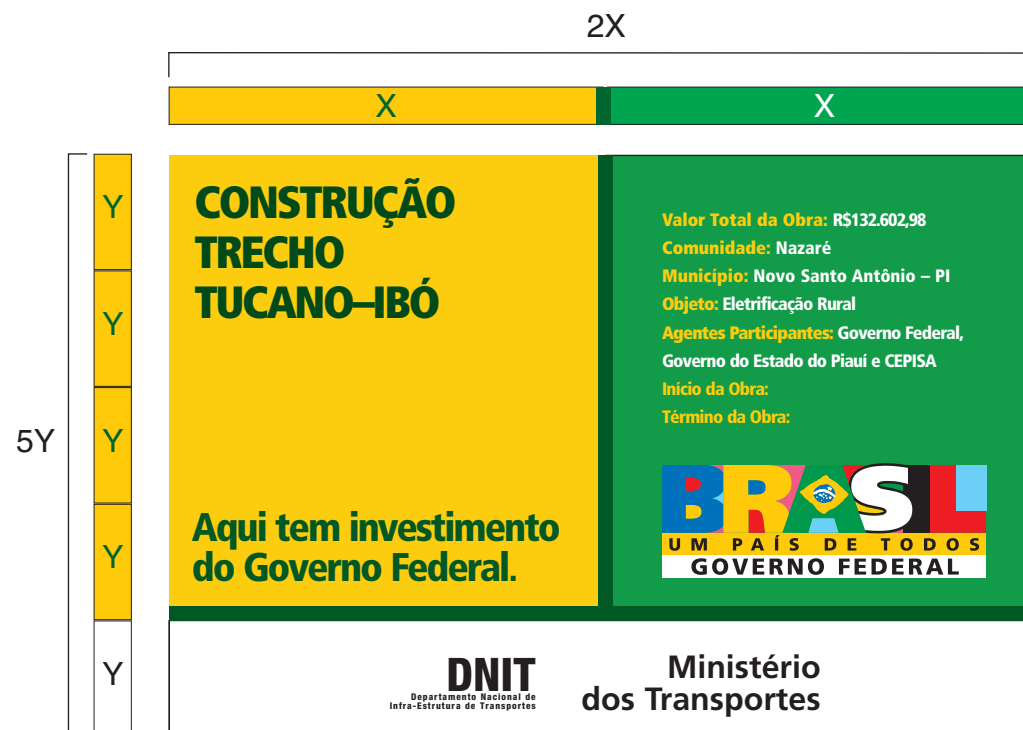 2X
X
X
5Y
Y
Y
Y
Y
Y
CONSTRUÇÃO
TRECHO
TUCANO–IBÓ
Aqui tem investimento
do Governo Federal.
Valor Total da Obra: R$132.602,98
Comunidade: Nazaré
Município: Novo Santo Antônio – PI
Objeto: Eletrificação Rural
Agentes Participantes: Governo Federal,
Governo do Estado do Piauí e CEPISA
Início da Obra:
Término da Obra:
BRASIL
UM PAÍS DE TODOS
GOVERNO FEDERAL
DNIT
Departamento Nacional de
Infra-Estrutura de Transportes
Ministério
dos Transportes